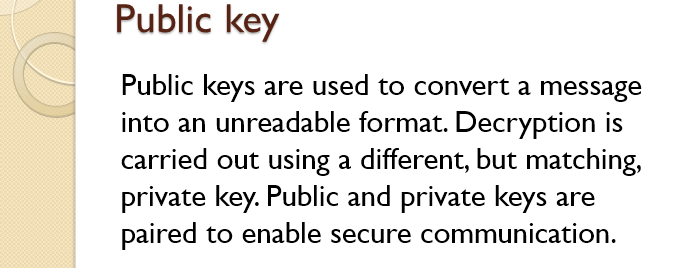 Public key
Public keys are used to convert a message
into an unreadable format. Decryption is
carried out using a different, but matching,
private key. Public and private keys are
paired to enable secure communication.